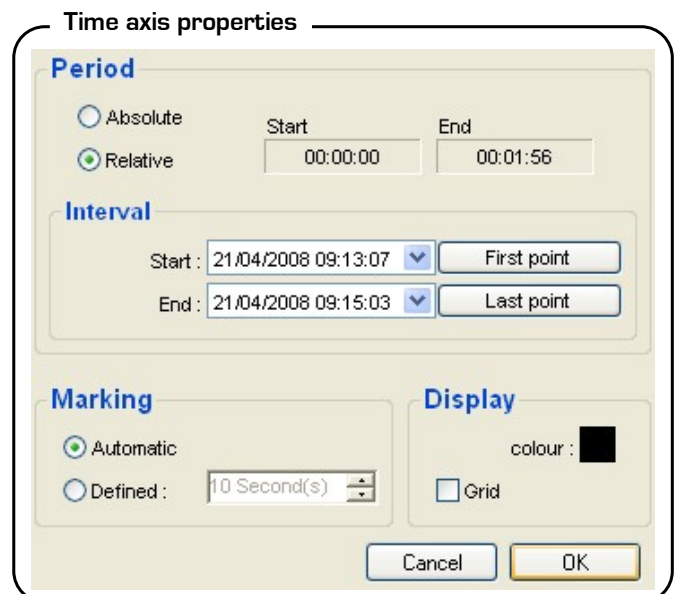 Time axis properties
Period
Absolute
Start End
Relative 00:00:00 00:01:56
Interval
Start : 21/04/2008 09:13:07 First point
End : 21/04/2008 09:15:03 Last point
Marking Display
Automatic colour :
Defined : 10 Second(s) Grid
Cancel OK